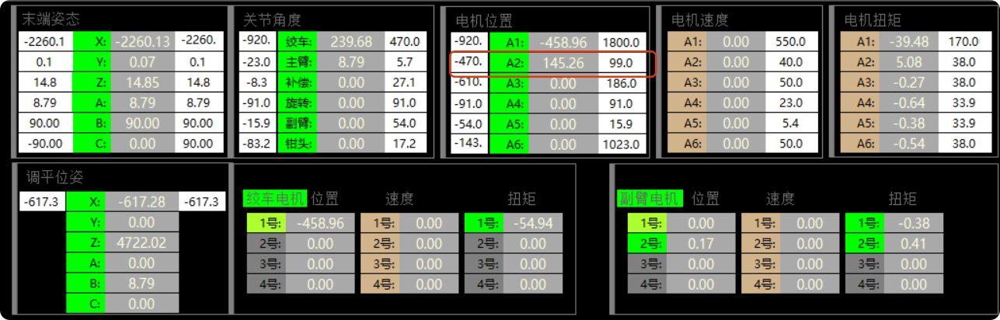 末端姿态
-2260.1 X: -2260.13 -2260.
0.1 Y: 0.07 0.1
14.8 Z: 14.85 14.8
8.79 A: 8.79 8.79
90.00 B: 90.00 90.00
-90.00 C: 0.00 90.00
关节角度
-920. 绞车: 239.68 470.0
-23.0 主臂: 8.79 5.7
-8.3 补偿: 0.00 27.1
-91.0 旋转: 0.00 91.0
-15.9 副臂: 0.00 54.0
-83.2 钳头: 0.00 17.2
电机位置
-920. A1: -458.96 1800.0
-470. A2: 145.26 99.0
-610. A3: 0.00 186.0
-91.0 A4: 0.00 91.0
-54.0 A5: 0.00 15.9
-143. A6: 0.00 1023.0
电机速度
A1: 0.00 550.0
A2: 0.00 40.0
A3: 0.00 50.0
A4: 0.00 23.0
A5: 0.00 5.4
A6: 0.00 50.0
电机扭矩
A1: -39.48 170.0
A2: 5.08 38.0
A3: -0.27 38.0
A4: -0.64 33.9
A5: -0.38 33.9
A6: -0.54 38.0
调平位姿
-617.3 X: -617.28 -617.3
Y: 0.00
Z: 4722.02
A: 0.00
B: 8.79
C: 0.00
绞车电机 位置 速度 扭矩
1号: -458.96 1号: 0.00 1号: -54.94
2号: 0.00 2号: 0.00 2号: 0.00
3号: 0.00 3号: 0.00 3号: 0.00
4号: 0.00 4号: 0.00 4号: 0.00
副臂电机 位置 速度 扭矩
1号: 0.00 1号: 0.00 1号: -0.38
2号: 0.17 2号: 0.00 2号: 0.41
3号: 0.00 3号: 0.00 3号: 0.00
4号: 0.00 4号: 0.00 4号: 0.00